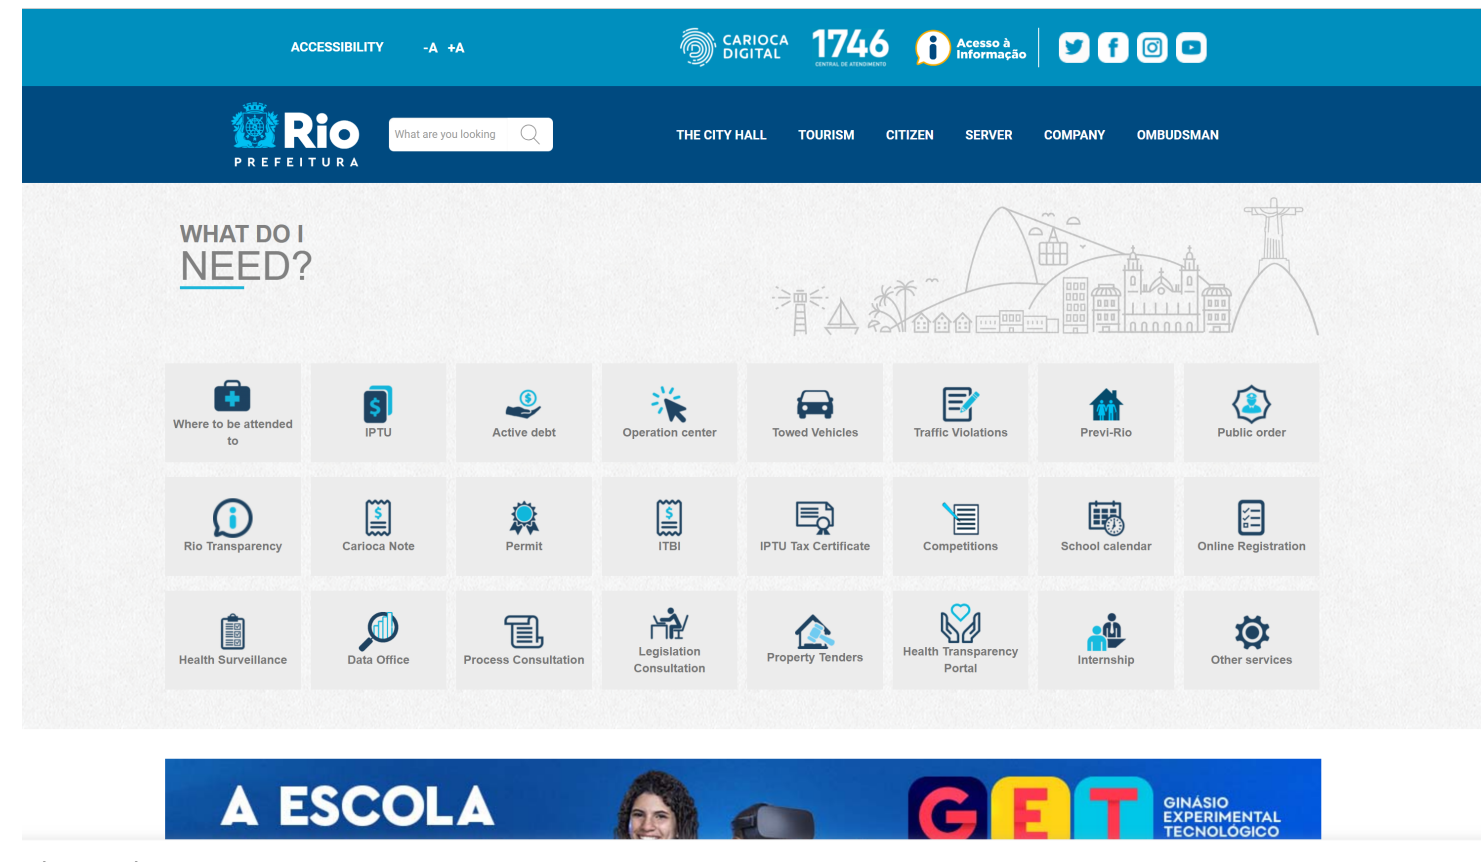 ACCESSIBILITY -A +A
CARIOCA
DIGITAL
1746
CENTRAL DE ATENDIMENTO
Acesso à
Informação
Rio
PREFEITURA
What are you looking
THE CITY HALL TOURISM CITIZEN SERVER COMPANY OMBUDSMAN
WHAT DO I
NEED?
Where to be attended
to
IPTU
Active debt
Operation center
Towed Vehicles
Traffic Violations
Previ-Rio
Public order
Rio Transparency
Carioca Note
Permit
ITBI
IPTU Tax Certificate
Competitions
School calendar
Online Registration
Health Surveillance
Data Office
Process Consultation
Legislation
Consultation
Property Tenders
Health Transparency
Portal
Internship
Other services
A ESCOLA
GET
GINÁSIO
EXPERIMENTAL
TECNOLÓGICO